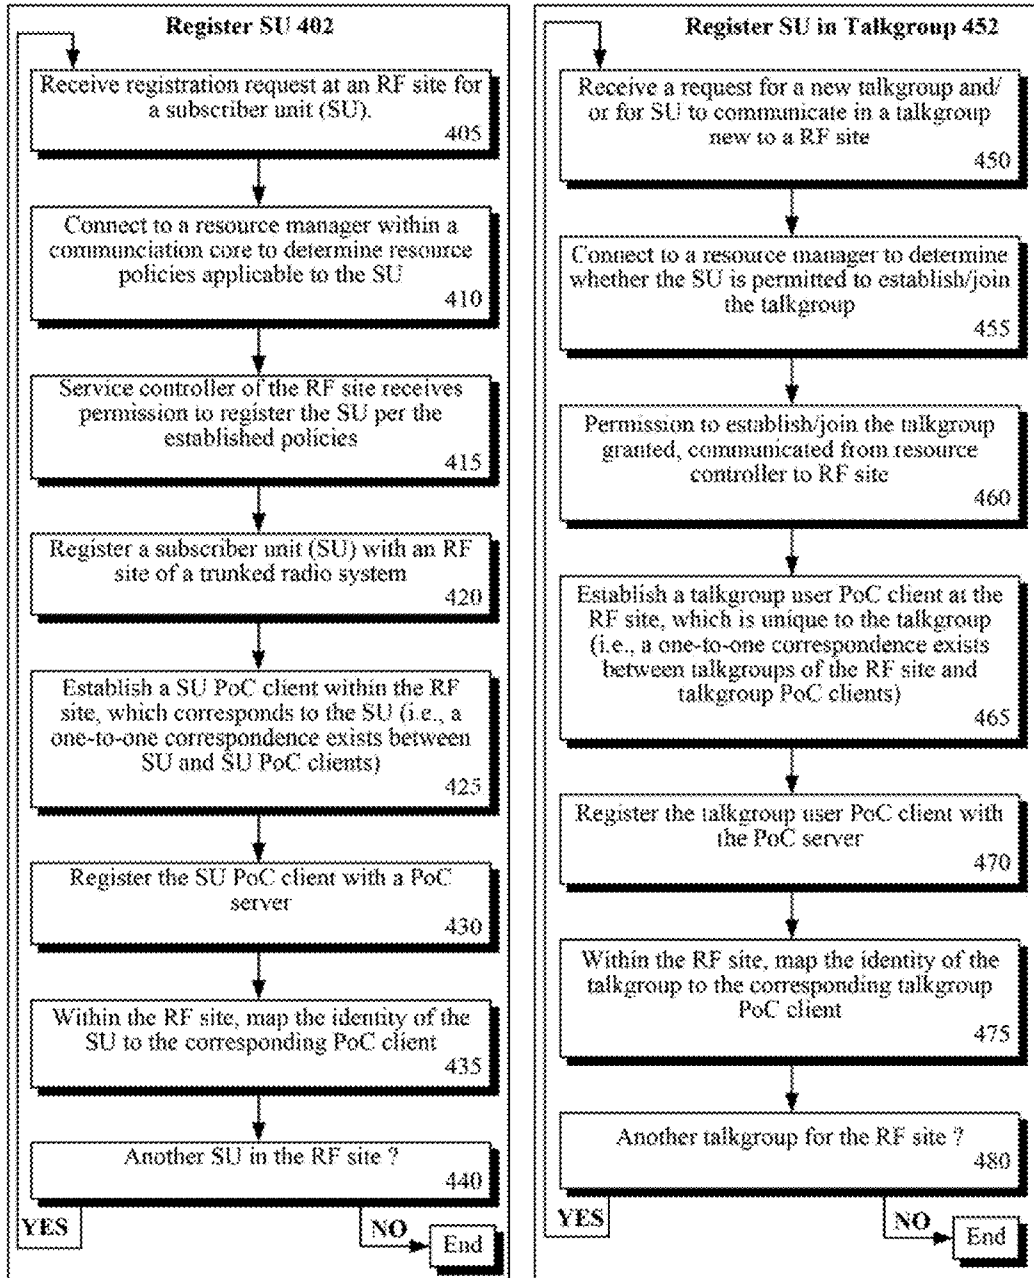 Register SU 402
Receive registration request at an RF site for
a subscriber unit (SU).
405
Connect to a resource manager within a
communciation core to determine resource
policies applicable to the SU
410
Service controller of the RF site receives
permission to register the SU per the
established policies
415
Register a subscriber unit (SU) with an RF
site of a trunked radio system
420
Establish a SU PoC client within the RF
site, which corresponds to the SU (i.e., a
one-to-one correspondence exists between
SU and SU PoC clients)
425
Register the SU PoC client with a PoC
server
430
Within the RF site, map the identity of the
SU to the corresponding PoC client
435
Another SU in the RF site ?
440
YES
NO
End
Register SU in Talkgroup 452
Receive a request for a new talkgroup and/
or for SU to communicate in a talkgroup
new to a RF site
450
Connect to a resource manager to determine
whether the SU is permitted to establish/join
the talkgroup
455
Permission to establish/join the talkgroup
granted, communicated from resource
controller to RF site
460
Establish a talkgroup user PoC client at the
RF site, which is unique to the talkgroup
(i.e., a one-to-one correspondence exists
between talkgroups of the RF site and
talkgroup PoC clients)
465
Register the talkgroup user PoC client with
the PoC server
470
Within the RF site, map the identity of the
talkgroup to the corresponding talkgroup
PoC client
475
Another talkgroup for the RF site ?
480
YES
NO
End